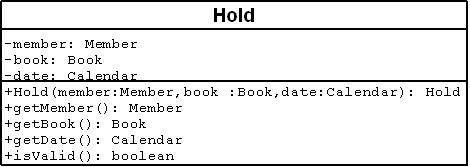 Hold
-member: Member
-book: Book
-date: Calendar
+Hold(member:Member,book :Book,date:Calendar): Hold
+getMember(): Member
+getBook(): Book
+getDate(): Calendar
+isValid(): boolean